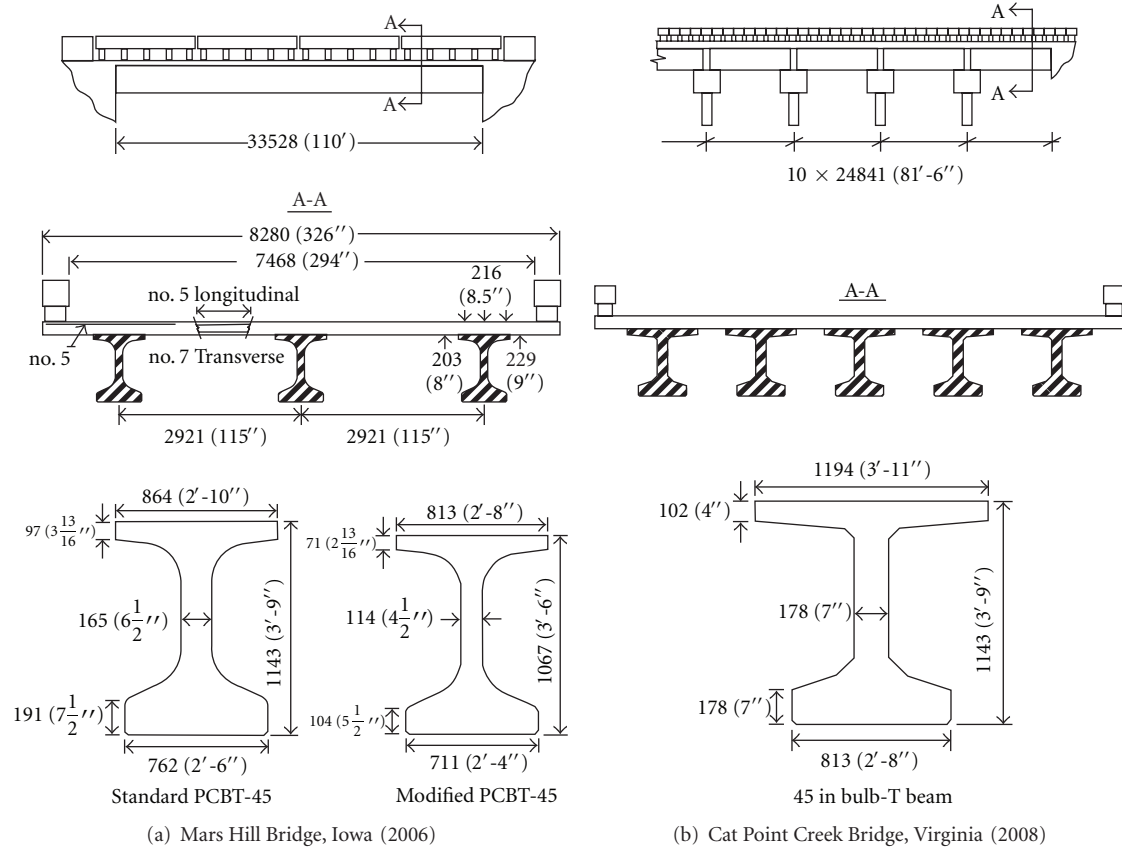 A
A
33528 (110′)
A
A
10 × 24841 (81′-6″)
A-A
8280 (326″)
7468 (294″)
no. 5 longitudinal
216
(8.5″)
no. 5
no. 7 Transverse
203
(8″)
229
(9″)
2921 (115″)
2921 (115″)
A-A
864 (2′-10″)
97 (3 13/16 ″)
165 (6 1/2 ″)
1143 (3′-9″)
191 (7 1/2 ″)
762 (2′-6″)
Standard PCBT-45
813 (2′-8″)
71 (2 13/16 ″)
114 (4 1/2 ″)
1067 (3′-6″)
104 (5 1/2 ″)
711 (2′-4″)
Modified PCBT-45
1194 (3′-11″)
102 (4″)
178 (7″)
1143 (3′-9″)
178 (7″)
813 (2′-8″)
45 in bulb-T beam
(a) Mars Hill Bridge, Iowa (2006)
(b) Cat Point Creek Bridge, Virginia (2008)